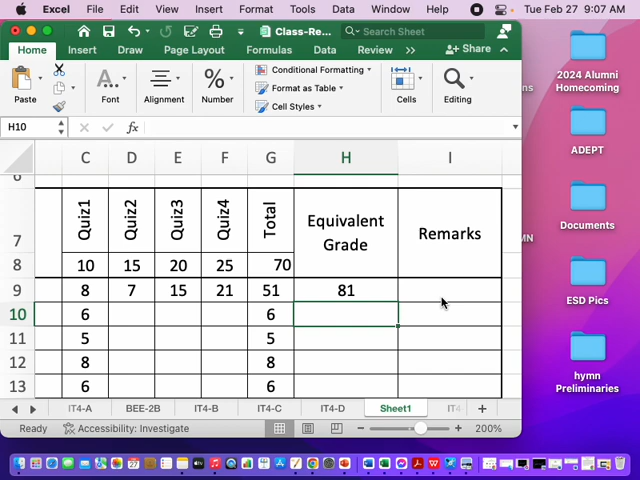 Excel File Edit View Insert Format Tools Data Window Help Tue Feb 27 9:07 AM
Class-Re... Search Sheet
Home Insert Draw Page Layout Formulas Data Review >> Share
Paste Font Alignment Number Conditional Formatting Format as Table Cell Styles Cells Editing
H10 fx
C D E F G H I
6
7 Quiz1 Quiz2 Quiz3 Quiz4 Total Equivalent Grade Remarks
8 10 15 20 25 70
9 8 7 15 21 51 81
10 6 6
11 5 5
12 8 8
13 6 6
IT4-A BEE-2B IT4-B IT4-C IT4-D Sheet1 IT4 +
Ready Accessibility: Investigate 200%
2024 Alumni
Homecoming
ADEPT
Documents
ESD Pics
hymn
Preliminaries